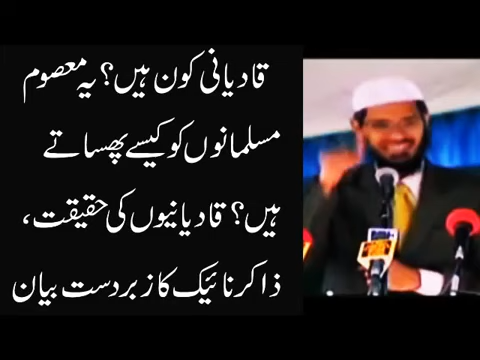 قادیانی کون ہیں؟ یہ معصوم
مسلمانوں کو کیسے پھساتے
ہیں؟ قادیانیوں کی حقیقت،
ذاکر نائیک کا زبردست بیان